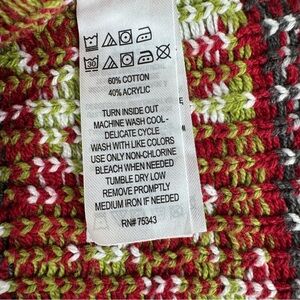 30
60% COTTON
40% ACRYLIC
TURN INSIDE OUT
MACHINE WASH COOL -
DELICATE CYCLE
WASH WITH LIKE COLORS
USE ONLY NON-CHLORINE
BLEACH WHEN NEEDED
TUMBLE DRY LOW
REMOVE PROMPTLY
MEDIUM IRON IF NEEDED
RN# 75343